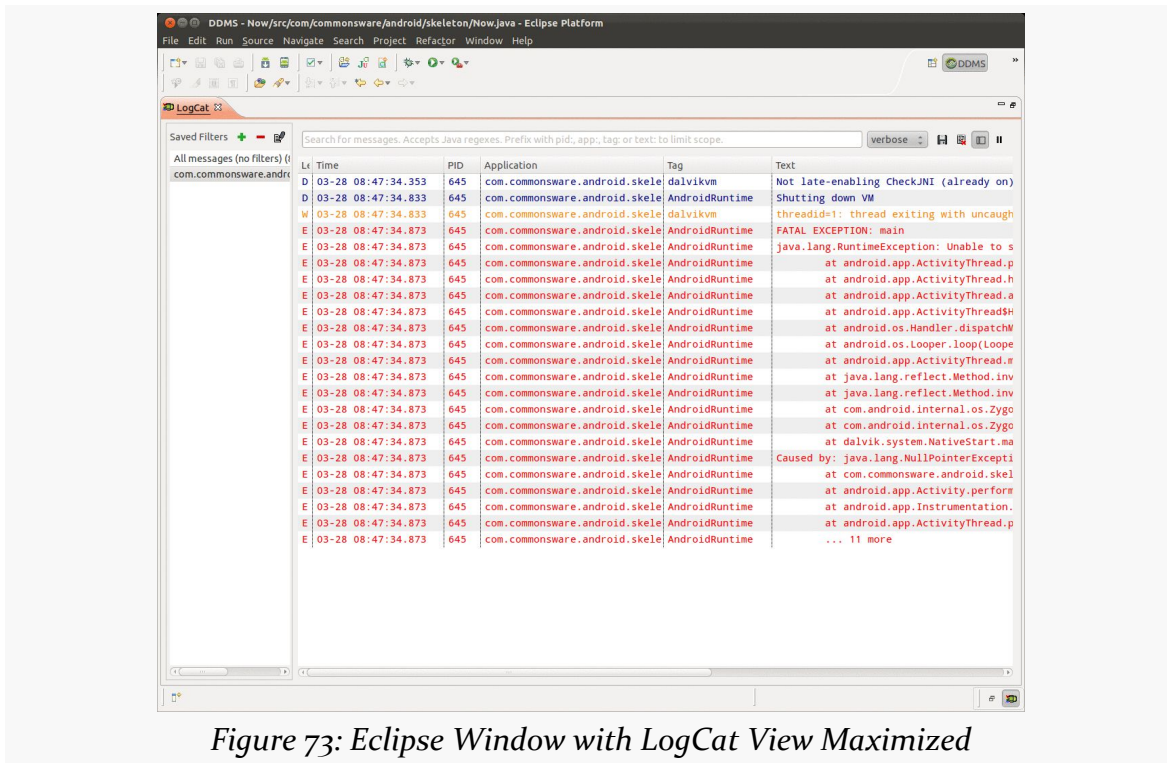 DDMS - Now/src/com/commonsware/android/skeleton/Now.java - Eclipse Platform
File Edit Run Source Navigate Search Project Refactor Window Help
DDMS
»
LogCat
Saved Filters
Search for messages. Accepts Java regexes. Prefix with pid:, app:, tag: or text: to limit scope.
verbose
All messages (no filters) (
com.commonsware.andr
Time PID Application Tag Text
D 03-28 08:47:34.353 645 com.commonsware.android.skele dalvikvm Not late-enabling CheckJNI (already on)
D 03-28 08:47:34.833 645 com.commonsware.android.skele AndroidRuntime Shutting down VM
W 03-28 08:47:34.833 645 com.commonsware.android.skele dalvikvm threadid=1: thread exiting with uncaugh
E 03-28 08:47:34.873 645 com.commonsware.android.skele AndroidRuntime FATAL EXCEPTION: main
E 03-28 08:47:34.873 645 com.commonsware.android.skele AndroidRuntime java.lang.RuntimeException: Unable to s
E 03-28 08:47:34.873 645 com.commonsware.android.skele AndroidRuntime at android.app.ActivityThread.p
E 03-28 08:47:34.873 645 com.commonsware.android.skele AndroidRuntime at android.app.ActivityThread.h
E 03-28 08:47:34.873 645 com.commonsware.android.skele AndroidRuntime at android.app.ActivityThread.a
E 03-28 08:47:34.873 645 com.commonsware.android.skele AndroidRuntime at android.app.ActivityThread$H
E 03-28 08:47:34.873 645 com.commonsware.android.skele AndroidRuntime at android.os.Handler.dispatchM
E 03-28 08:47:34.873 645 com.commonsware.android.skele AndroidRuntime at android.os.Looper.loop(Loope
E 03-28 08:47:34.873 645 com.commonsware.android.skele AndroidRuntime at android.app.ActivityThread.m
E 03-28 08:47:34.873 645 com.commonsware.android.skele AndroidRuntime at java.lang.reflect.Method.inv
E 03-28 08:47:34.873 645 com.commonsware.android.skele AndroidRuntime at java.lang.reflect.Method.inv
E 03-28 08:47:34.873 645 com.commonsware.android.skele AndroidRuntime at com.android.internal.os.Zygo
E 03-28 08:47:34.873 645 com.commonsware.android.skele AndroidRuntime at com.android.internal.os.Zygo
E 03-28 08:47:34.873 645 com.commonsware.android.skele AndroidRuntime at dalvik.system.NativeStart.ma
E 03-28 08:47:34.873 645 com.commonsware.android.skele AndroidRuntime Caused by: java.lang.NullPointerExcepti
E 03-28 08:47:34.873 645 com.commonsware.android.skele AndroidRuntime at com.commonsware.android.skel
E 03-28 08:47:34.873 645 com.commonsware.android.skele AndroidRuntime at android.app.Activity.perform
E 03-28 08:47:34.873 645 com.commonsware.android.skele AndroidRuntime at android.app.Instrumentation.
E 03-28 08:47:34.873 645 com.commonsware.android.skele AndroidRuntime at android.app.ActivityThread.p
E 03-28 08:47:34.873 645 com.commonsware.android.skele AndroidRuntime ... 11 more
Figure 73: Eclipse Window with LogCat View Maximized